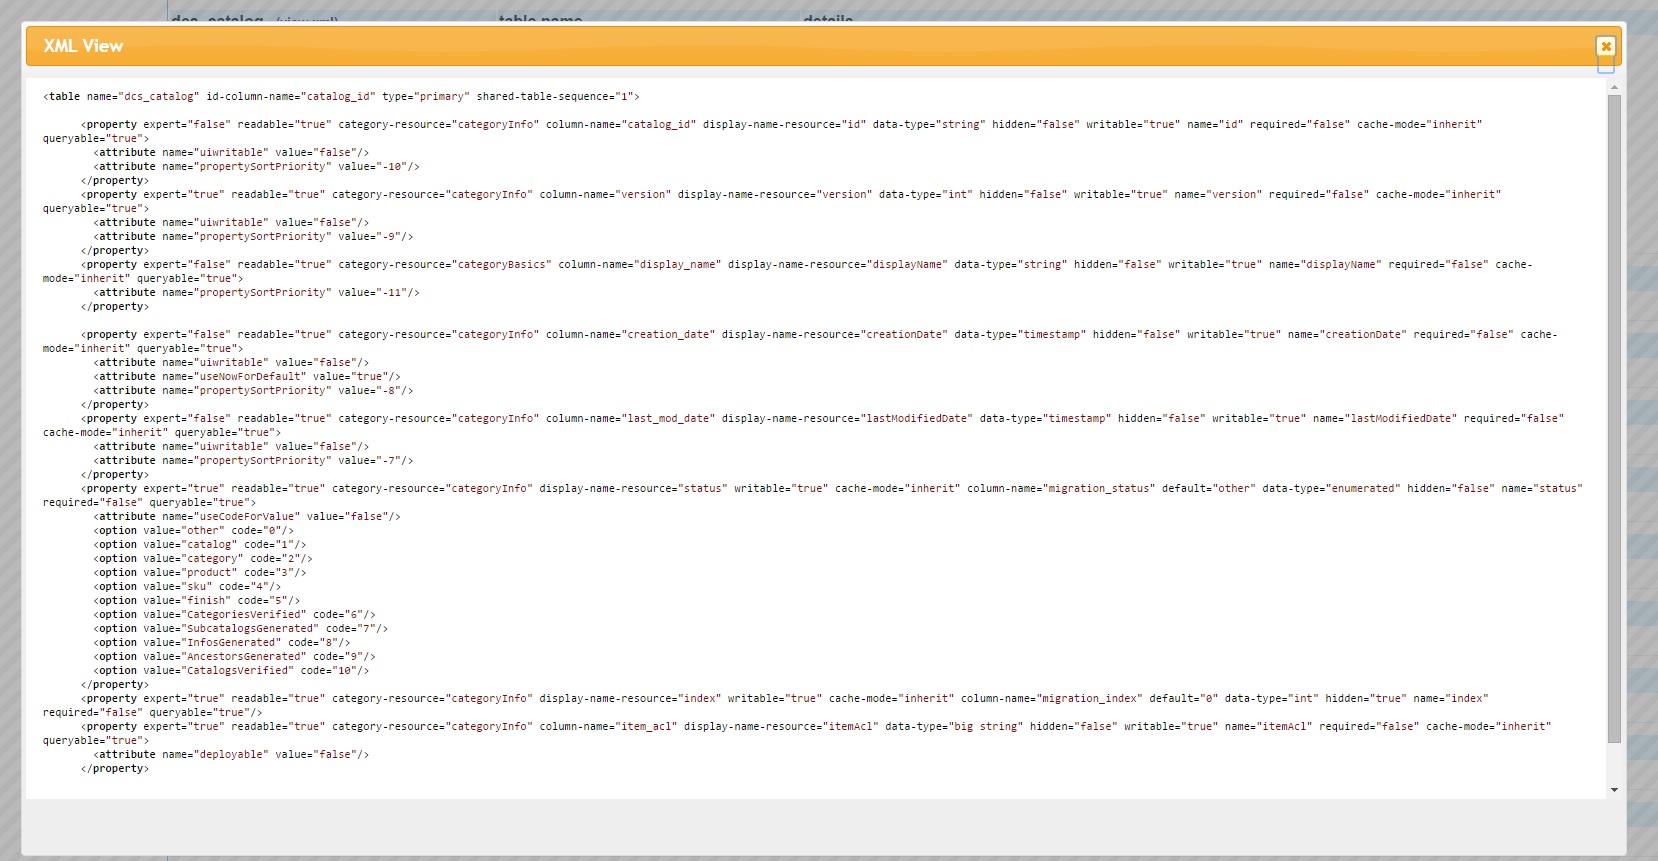 dcs_catalog (view xml) table name details
XML View
<table name="dcs_catalog" id-column-name="catalog_id" type="primary" shared-table-sequence="1">
<property expert="false" readable="true" category-resource="categoryInfo" column-name="catalog_id" display-name-resource="id" data-type="string" hidden="false" writable="true" name="id" required="false" cache-mode="inherit"
queryable="true">
<attribute name="uiwritable" value="false"/>
<attribute name="propertySortPriority" value="-10"/>
</property>
<property expert="true" readable="true" category-resource="categoryInfo" column-name="version" display-name-resource="version" data-type="int" hidden="false" writable="true" name="version" required="false" cache-mode="inherit"
queryable="true">
<attribute name="uiwritable" value="false"/>
<attribute name="propertySortPriority" value="-9"/>
</property>
<property expert="false" readable="true" category-resource="categoryBasics" column-name="display_name" display-name-resource="displayName" data-type="string" hidden="false" writable="true" name="displayName" required="false" cache-
mode="inherit" queryable="true">
<attribute name="propertySortPriority" value="-11"/>
</property>
<property expert="false" readable="true" category-resource="categoryInfo" column-name="creation_date" display-name-resource="creationDate" data-type="timestamp" hidden="false" writable="true" name="creationDate" required="false" cache-
mode="inherit" queryable="true">
<attribute name="uiwritable" value="false"/>
<attribute name="useNowForDefault" value="true"/>
<attribute name="propertySortPriority" value="-8"/>
</property>
<property expert="false" readable="true" category-resource="categoryInfo" column-name="last_mod_date" display-name-resource="lastModifiedDate" data-type="timestamp" hidden="false" writable="true" name="lastModifiedDate" required="false"
cache-mode="inherit" queryable="true">
<attribute name="uiwritable" value="false"/>
<attribute name="propertySortPriority" value="-7"/>
</property>
<property expert="true" readable="true" category-resource="categoryInfo" display-name-resource="status" writable="true" cache-mode="inherit" column-name="migration_status" default="other" data-type="enumerated" hidden="false" name="status"
required="false" queryable="true">
<attribute name="useCodeForValue" value="false"/>
<option value="other" code="0"/>
<option value="catalog" code="1"/>
<option value="category" code="2"/>
<option value="product" code="3"/>
<option value="sku" code="4"/>
<option value="finish" code="5"/>
<option value="CategoriesVerified" code="6"/>
<option value="SubcatalogsGenerated" code="7"/>
<option value="InfosGenerated" code="8"/>
<option value="AncestorsGenerated" code="9"/>
<option value="CatalogsVerified" code="10"/>
</property>
<property expert="true" readable="true" category-resource="categoryInfo" display-name-resource="index" writable="true" cache-mode="inherit" column-name="migration_index" default="0" data-type="int" hidden="true" name="index"
required="false" queryable="true"/>
<property expert="true" readable="true" category-resource="categoryInfo" column-name="item_acl" display-name-resource="itemAcl" data-type="big string" hidden="false" writable="true" name="itemAcl" required="false" cache-mode="inherit"
queryable="true">
<attribute name="deployable" value="false"/>
</property>